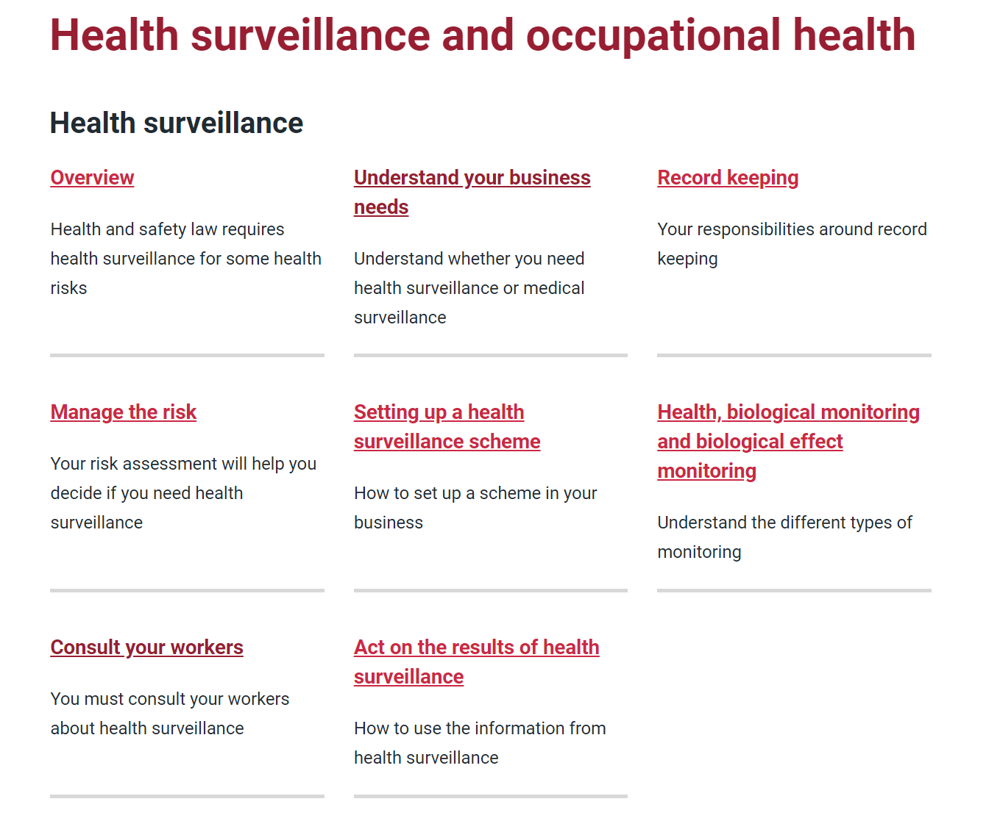 Health surveillance and occupational health
Health surveillance
Overview
Health and safety law requires
health surveillance for some health
risks
Understand your business
needs
Understand whether you need
health surveillance or medical
surveillance
Record keeping
Your responsibilities around record
keeping
Manage the risk
Your risk assessment will help you
decide if you need health
surveillance
Setting up a health
surveillance scheme
How to set up a scheme in your
business
Health, biological monitoring
and biological effect
monitoring
Understand the different types of
monitoring
Consult your workers
You must consult your workers
about health surveillance
Act on the results of health
surveillance
How to use the information from
health surveillance